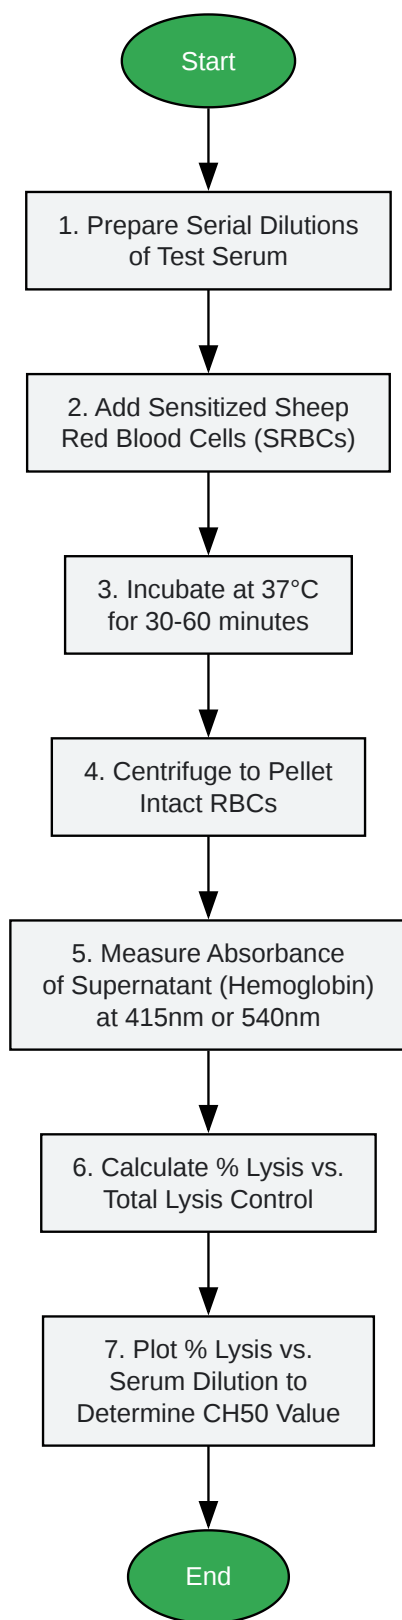 Start
1. Prepare Serial Dilutions
of Test Serum
2. Add Sensitized Sheep
Red Blood Cells (SRBCs)
3. Incubate at 37°C
for 30-60 minutes
4. Centrifuge to Pellet
Intact RBCs
5. Measure Absorbance
of Supernatant (Hemoglobin)
at 415nm or 540nm
6. Calculate % Lysis vs.
Total Lysis Control
7. Plot % Lysis vs.
Serum Dilution to
Determine CH50 Value
End